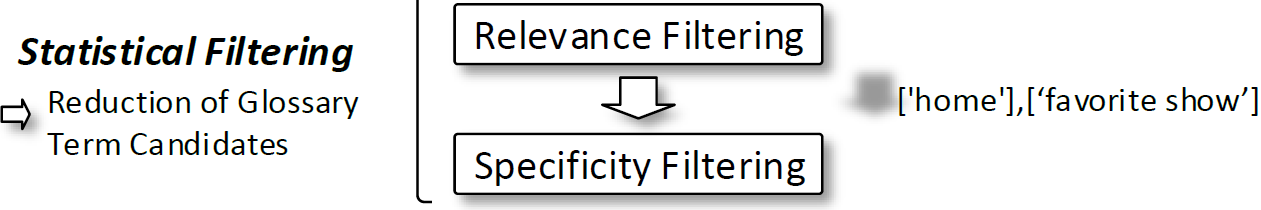 Statistical Filtering
Reduction of Glossary
Term Candidates
Relevance Filtering
Specificity Filtering
['home'],[‘favorite show’]